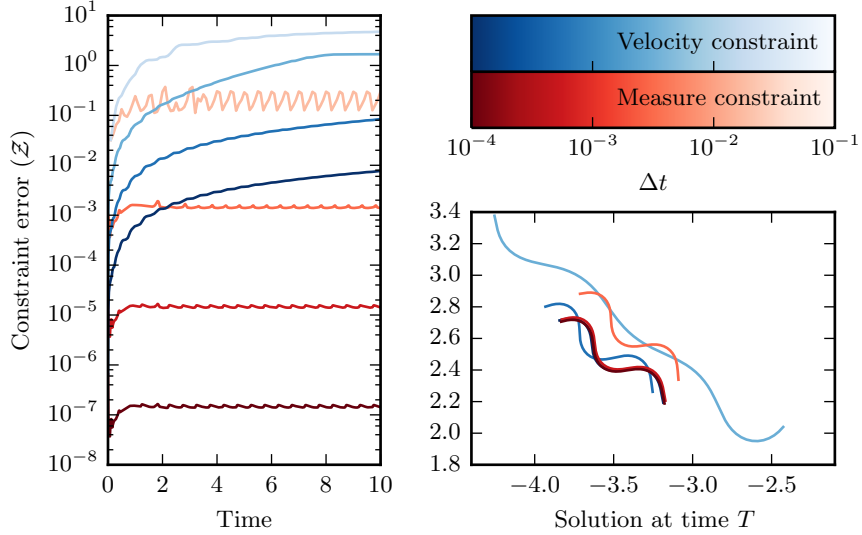 10^1
10^0
10^−1
10^−2
10^−3
10^−4
10^−5
10^−6
10^−7
10^−8
Constraint error (𝒵)
0 2 4 6 8 10
Time
Velocity constraint
Measure constraint
10^−4 10^−3 10^−2 10^−1
Δt
3.4
3.2
3.0
2.8
2.6
2.4
2.2
2.0
1.8
−4.0 −3.5 −3.0 −2.5
Solution at time T